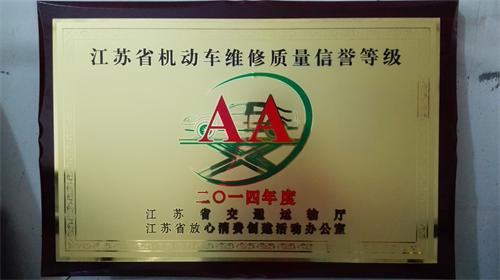 江苏省机动车维修质量信誉等级
AA
二〇一四年度
江苏省交通运输厅
江苏省放心消费创建活动办公室